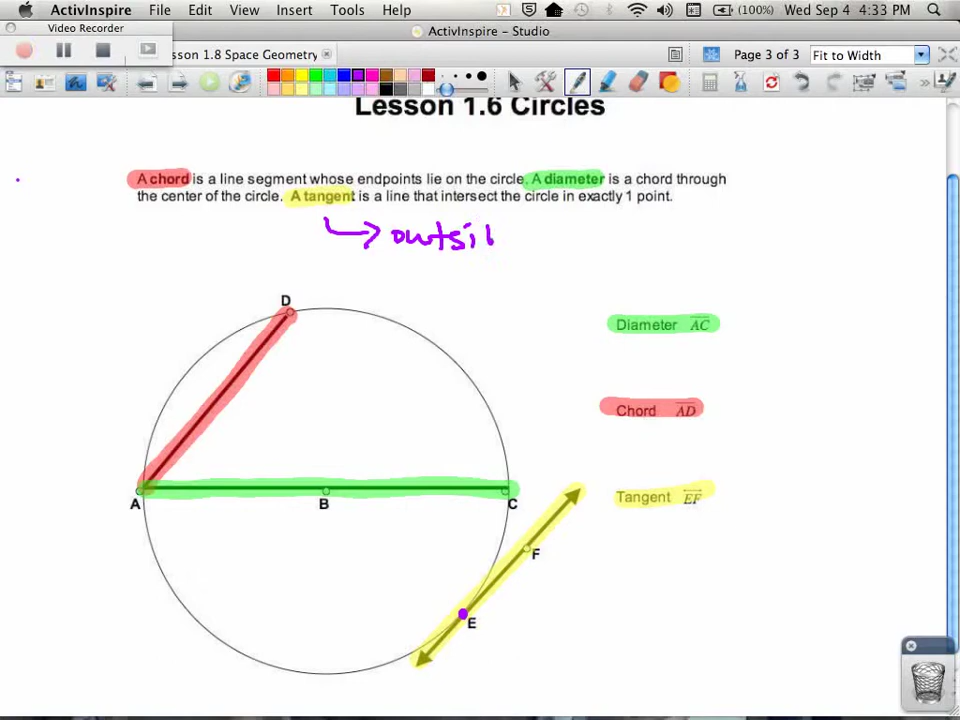 ActivInspire File Edit View Insert Tools Help (100%) Wed Sep 4 4:33 PM
Video Recorder
ActivInspire - Studio
sson 1.8 Space Geometry
Page 3 of 3 Fit to Width
Lesson 1.6 Circles
A chord is a line segment whose endpoints lie on the circle. A diameter is a chord through
the center of the circle. A tangent is a line that intersect the circle in exactly 1 point.
outsil
D
Diameter AC
Chord AD
A B C
Tangent EF
F
E